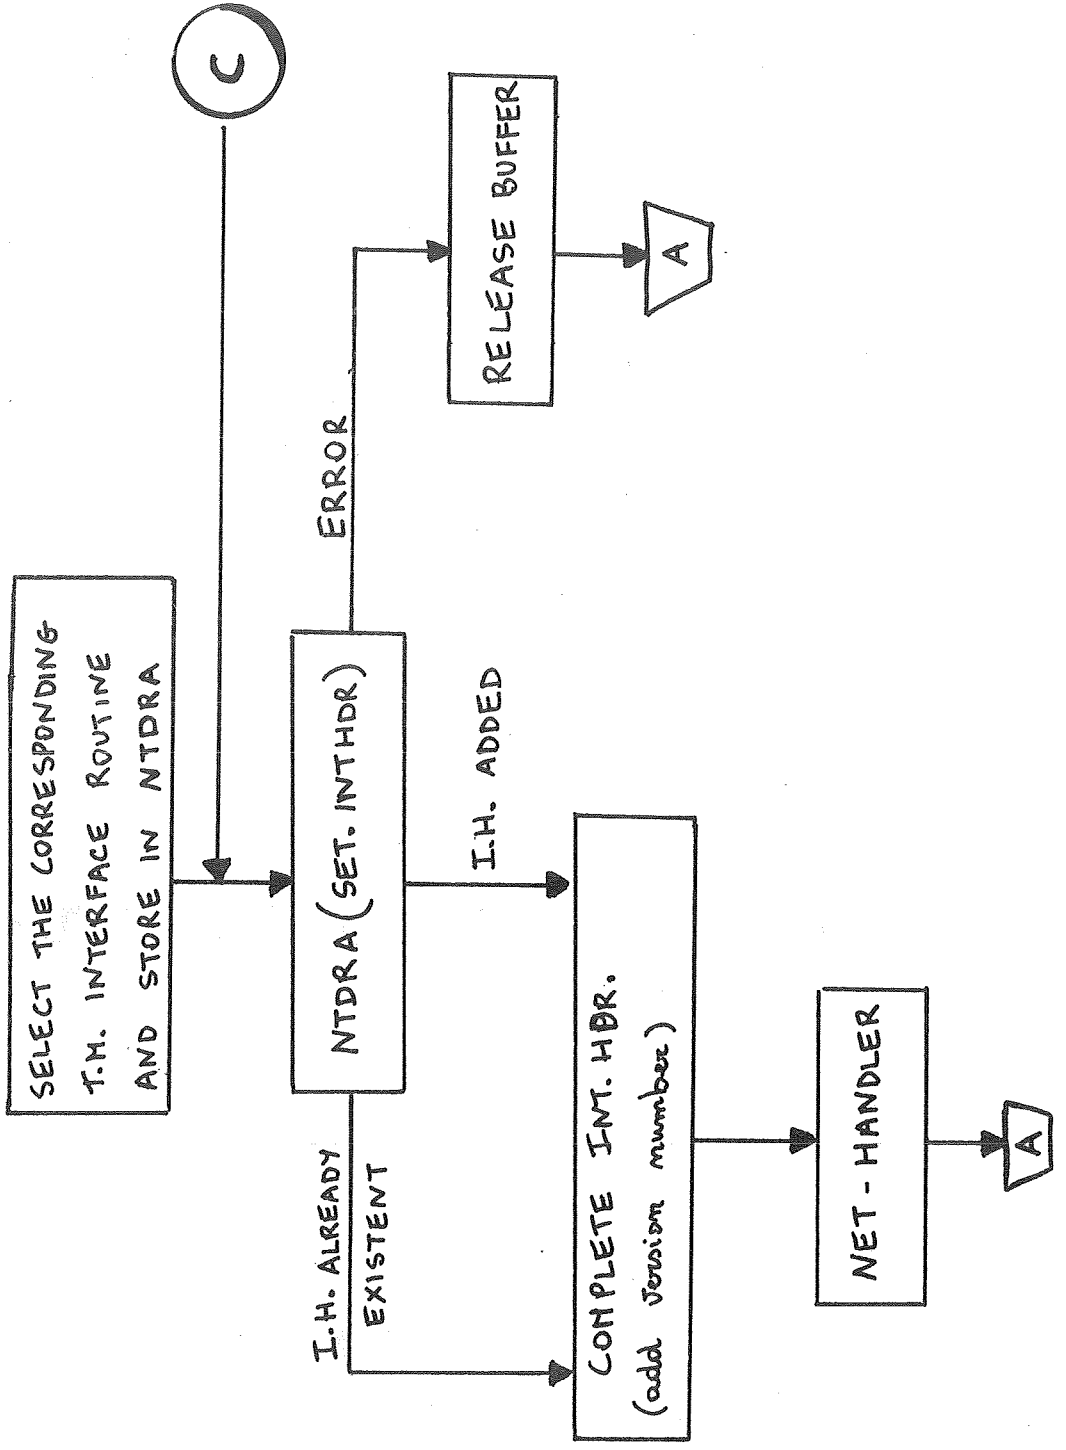 SELECT THE CORRESPONDING
T.M. INTERFACE ROUTINE
AND STORE IN NTDRA
C
NTDRA (SET. INTHDR)
I.H. ALREADY
EXISTENT
I.H. ADDED
ERROR
RELEASE BUFFER
A
COMPLETE INT. HDR.
(add version number)
NET-HANDLER
A